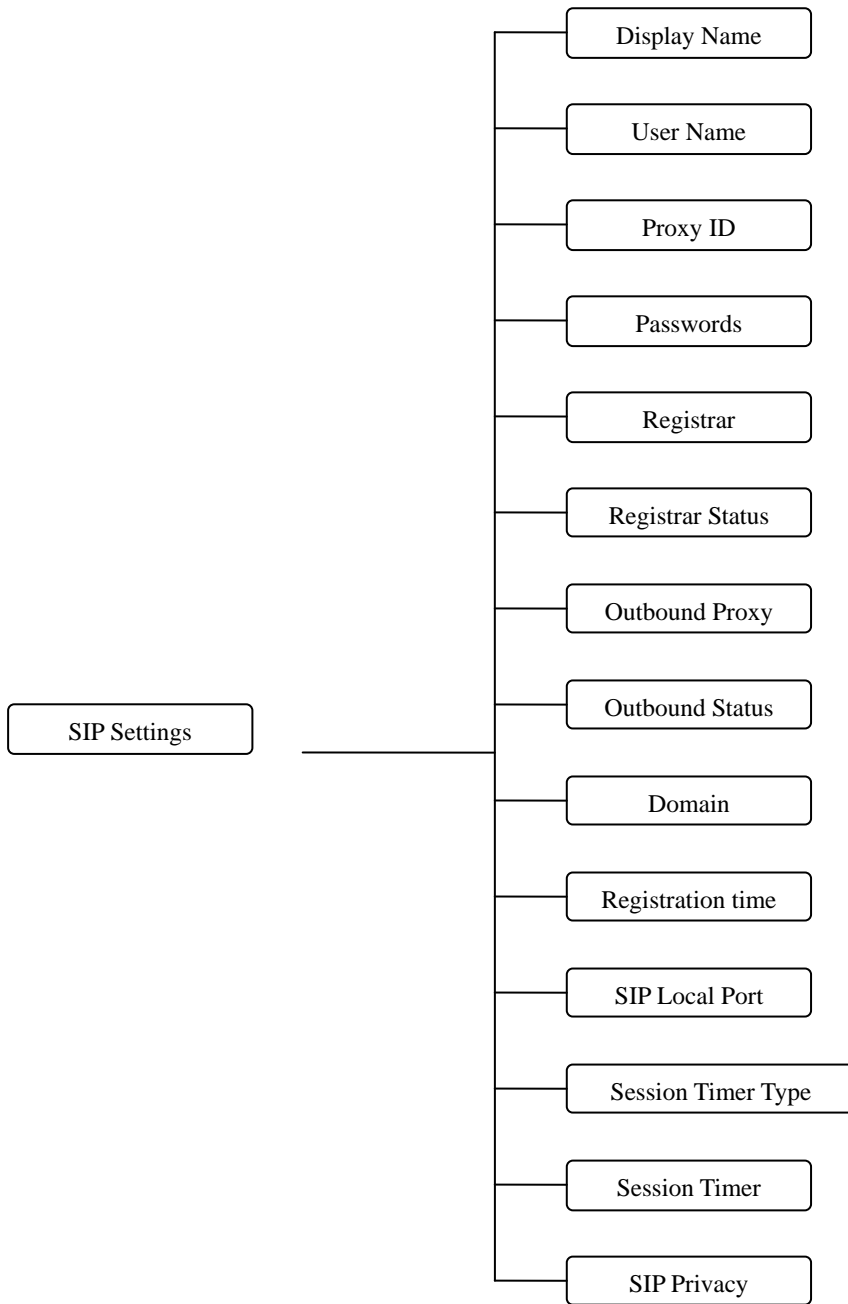 Display Name
User Name
Proxy ID
Passwords
Registrar
Registrar Status
Outbound Proxy
SIP Settings
Outbound Status
Domain
Registration time
SIP Local Port
Session Timer Type
Session Timer
SIP Privacy